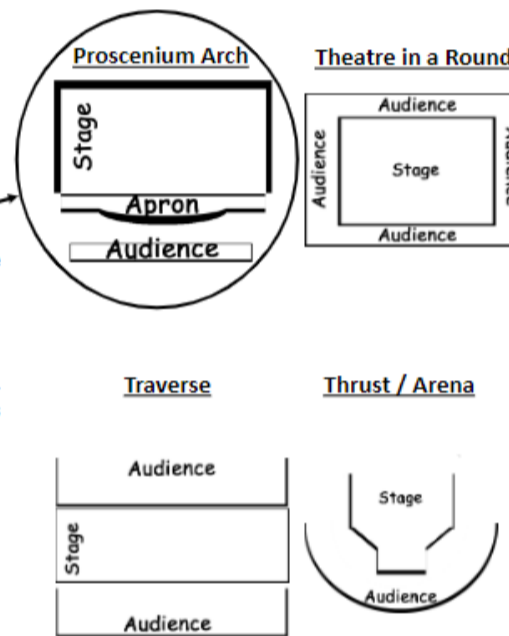 Proscenium Arch
Stage
Apron
Audience
Theatre in a Round
Audience
Audience
Stage
Audience
Traverse
Audience
Stage
Audience
Thrust / Arena
Stage
Audience